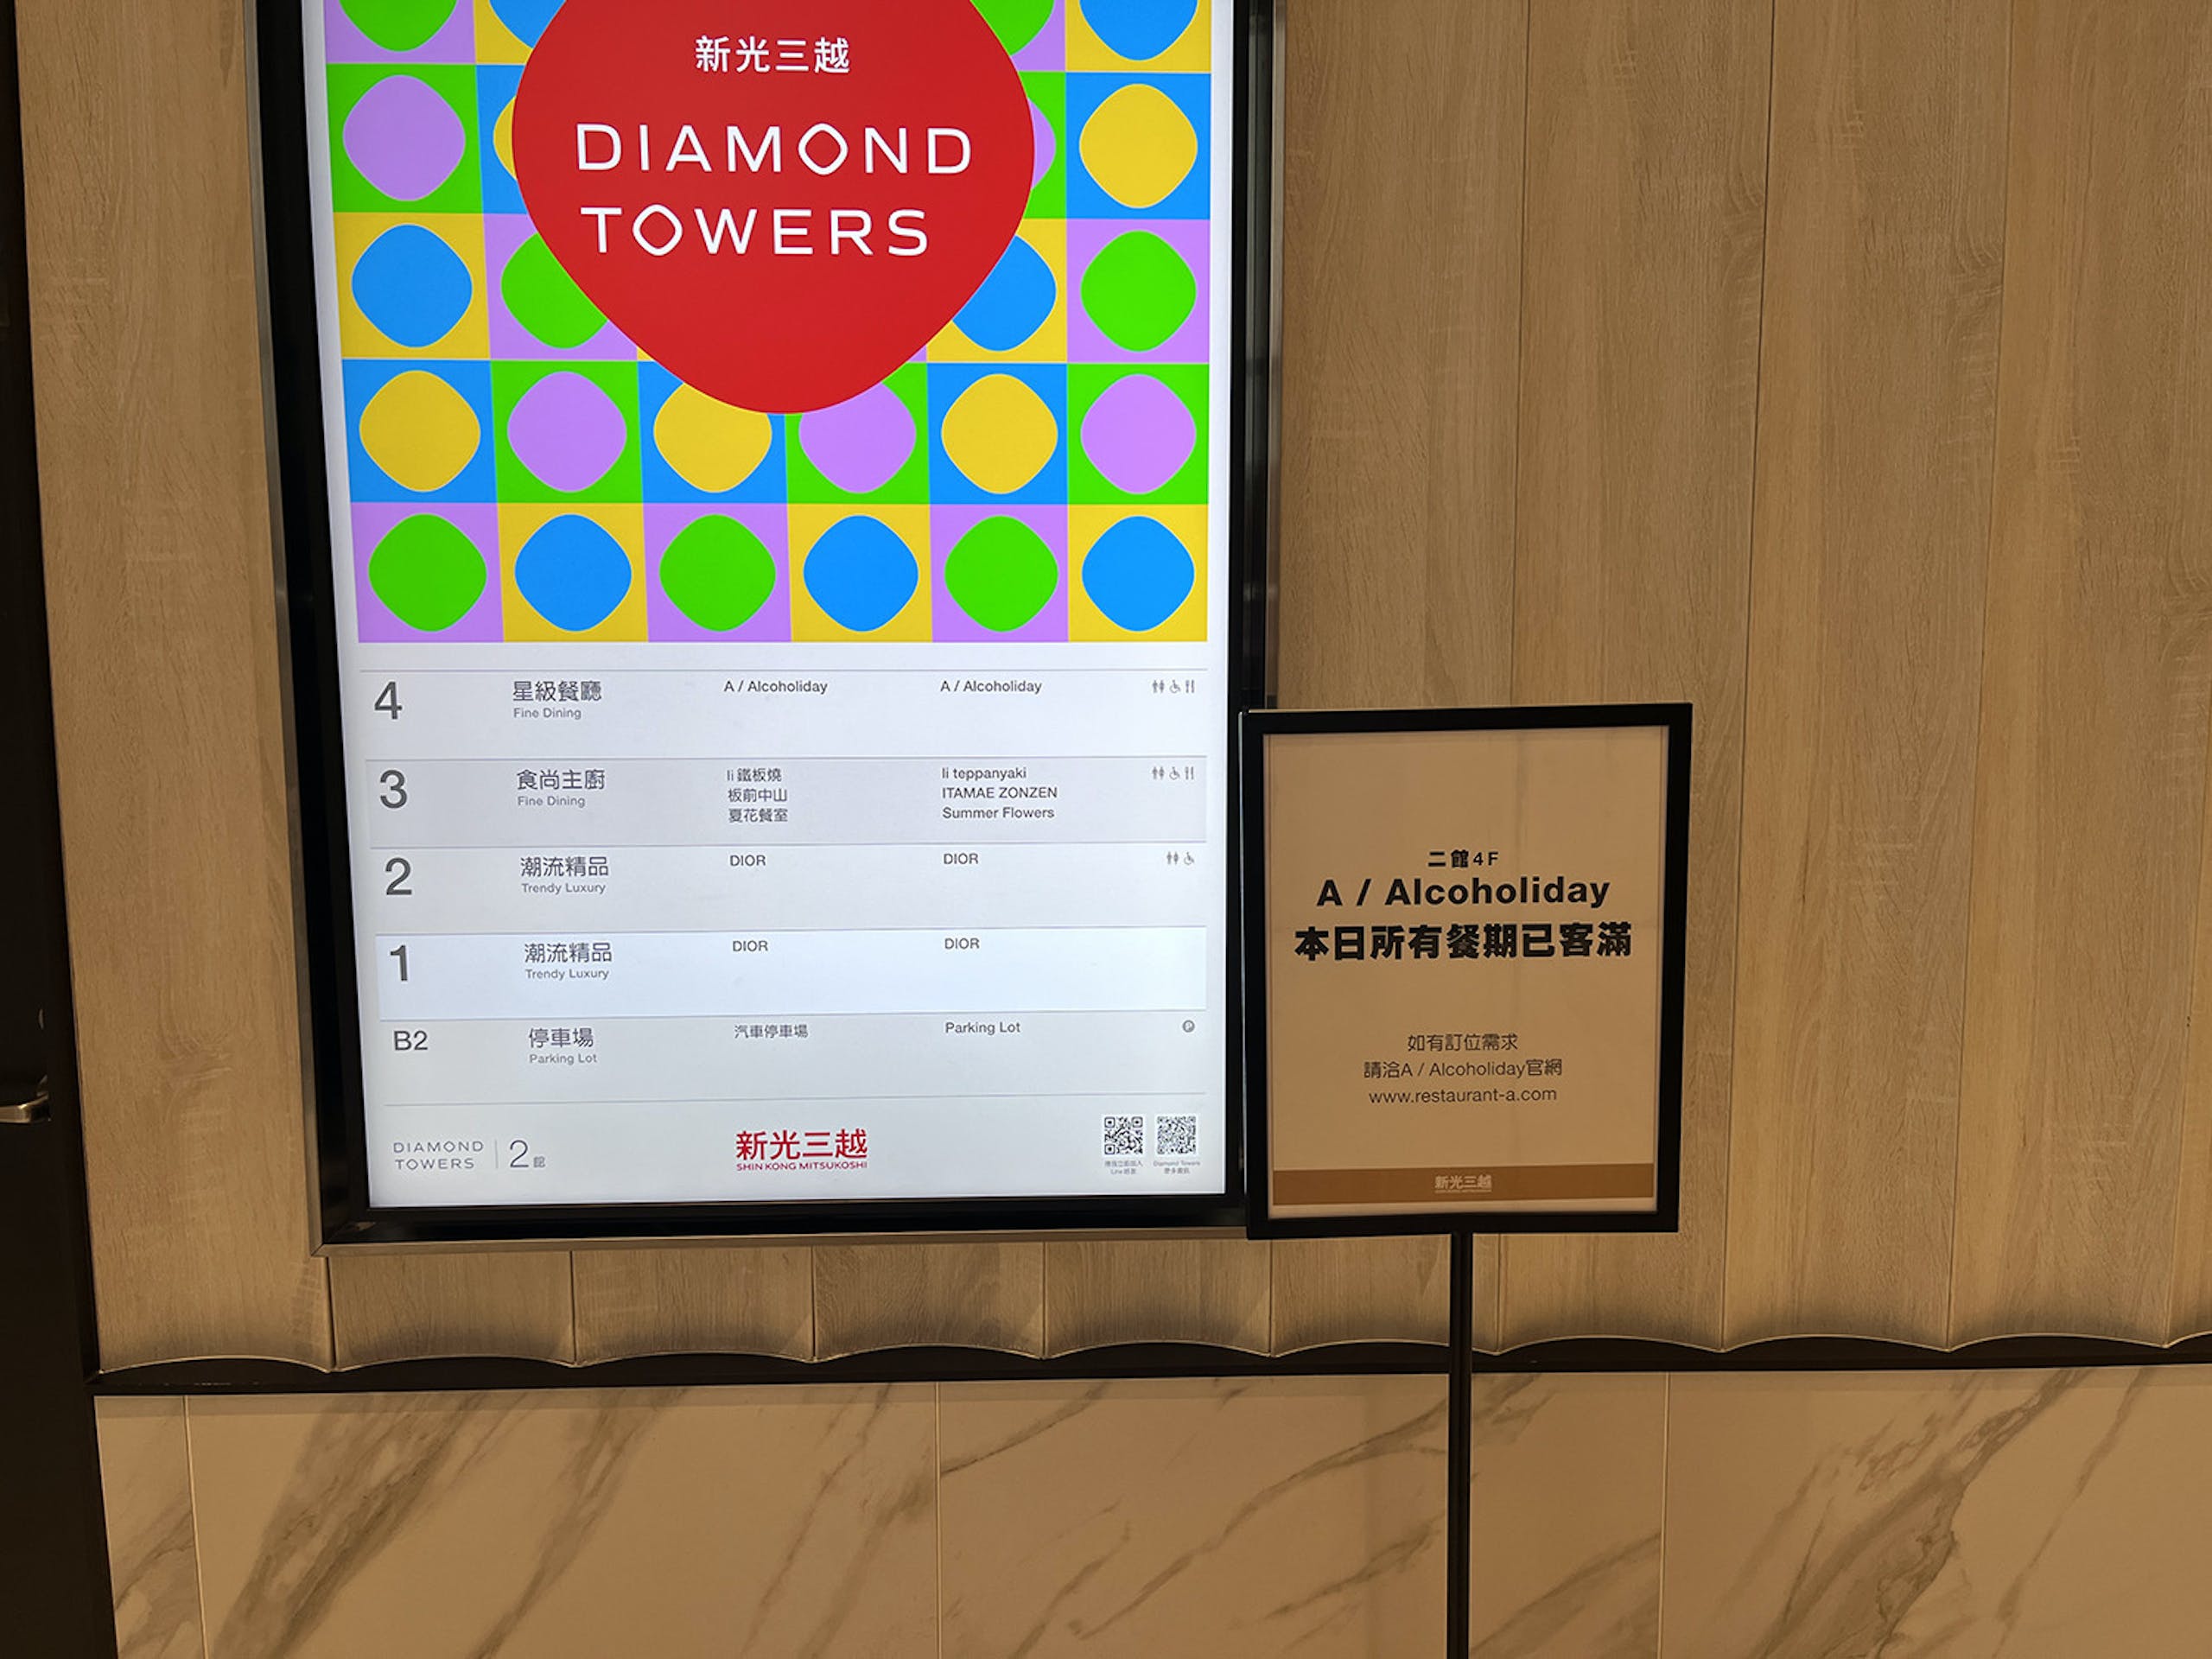 新光三越
DIAMOND
TOWERS
4 星級餐廳 A / Alcoholiday A / Alcoholiday
Fine Dining
3 食尚主廚 Ii 鐵板燒 Ii teppanyaki
Fine Dining 板前中山 ITAMAE ZONZEN
夏花餐室 Summer Flowers
2 潮流精品 DIOR DIOR
Trendy Luxury
1 潮流精品 DIOR DIOR
Trendy Luxury
B2 停車場 汽車停車場 Parking Lot P
Parking Lot
DIAMOND
TOWERS 2館
新光三越
SHIN KONG MITSUKOSHI
Diamond Towers
二館4F
A / Alcoholiday
本日所有餐期已客滿
如有訂位需求
請洽A / Alcoholiday官網
www.restaurant-a.com
新光三越